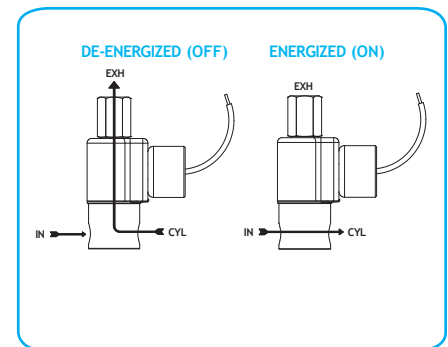 DE-ENERGIZED (OFF)
ENERGIZED (ON)
EXH
EXH
IN
CYL
IN
CYL